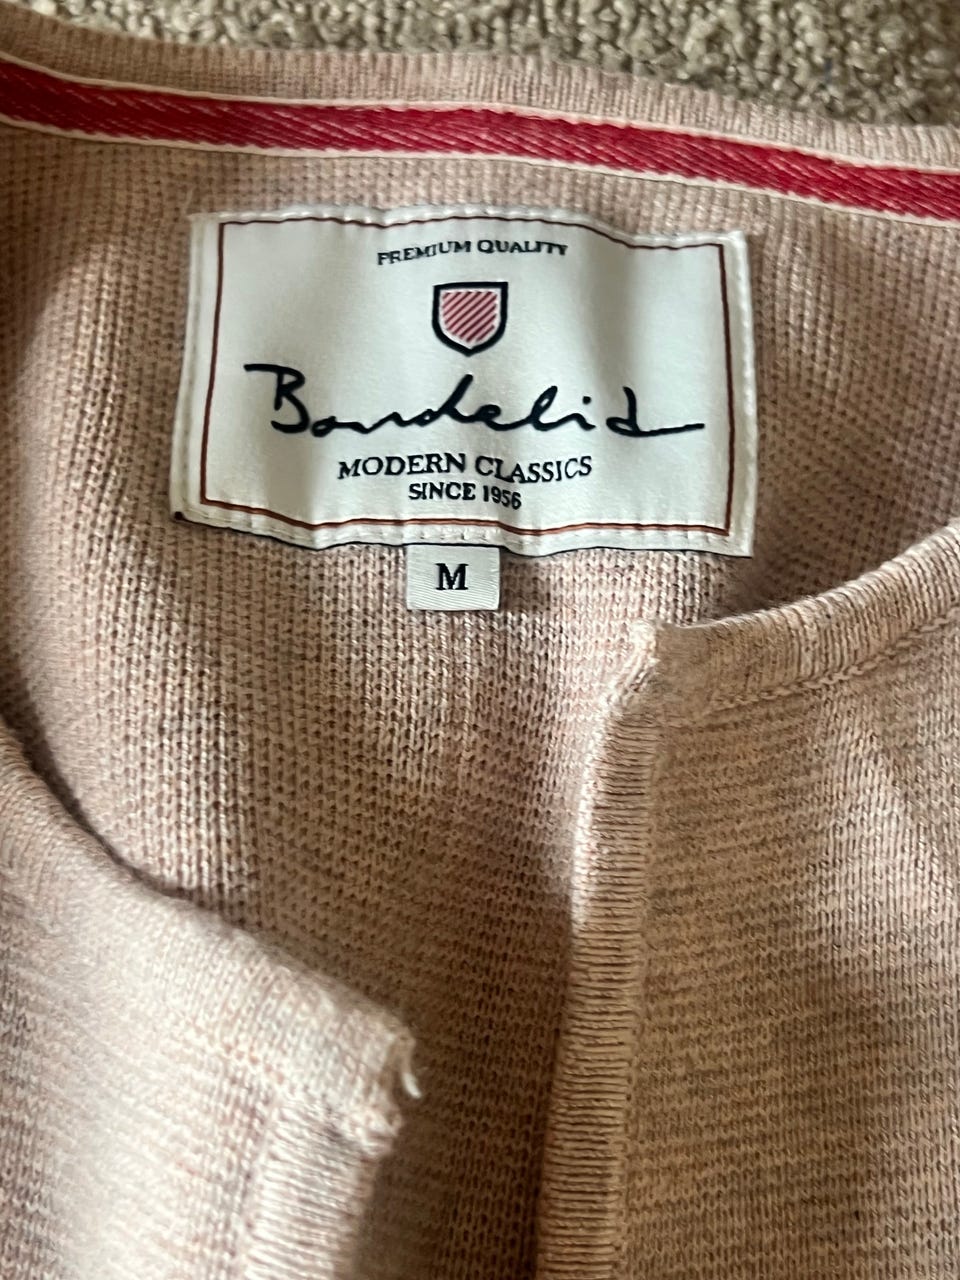 PREMIUM QUALITY
Bondelid
MODERN CLASSICS
SINCE 1956
M